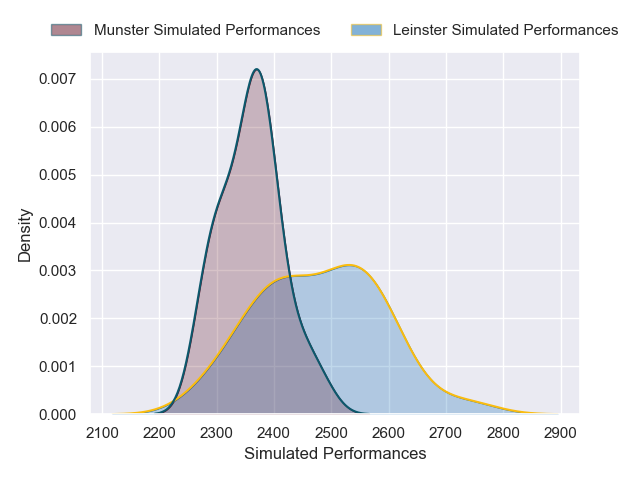 Munster Simulated Performances Leinster Simulated Performances
0.007
0.006
0.005
0.004
0.003
0.002
0.001
0.000
Density
2100 2200 2300 2400 2500 2600 2700 2800 2900
Simulated Performances